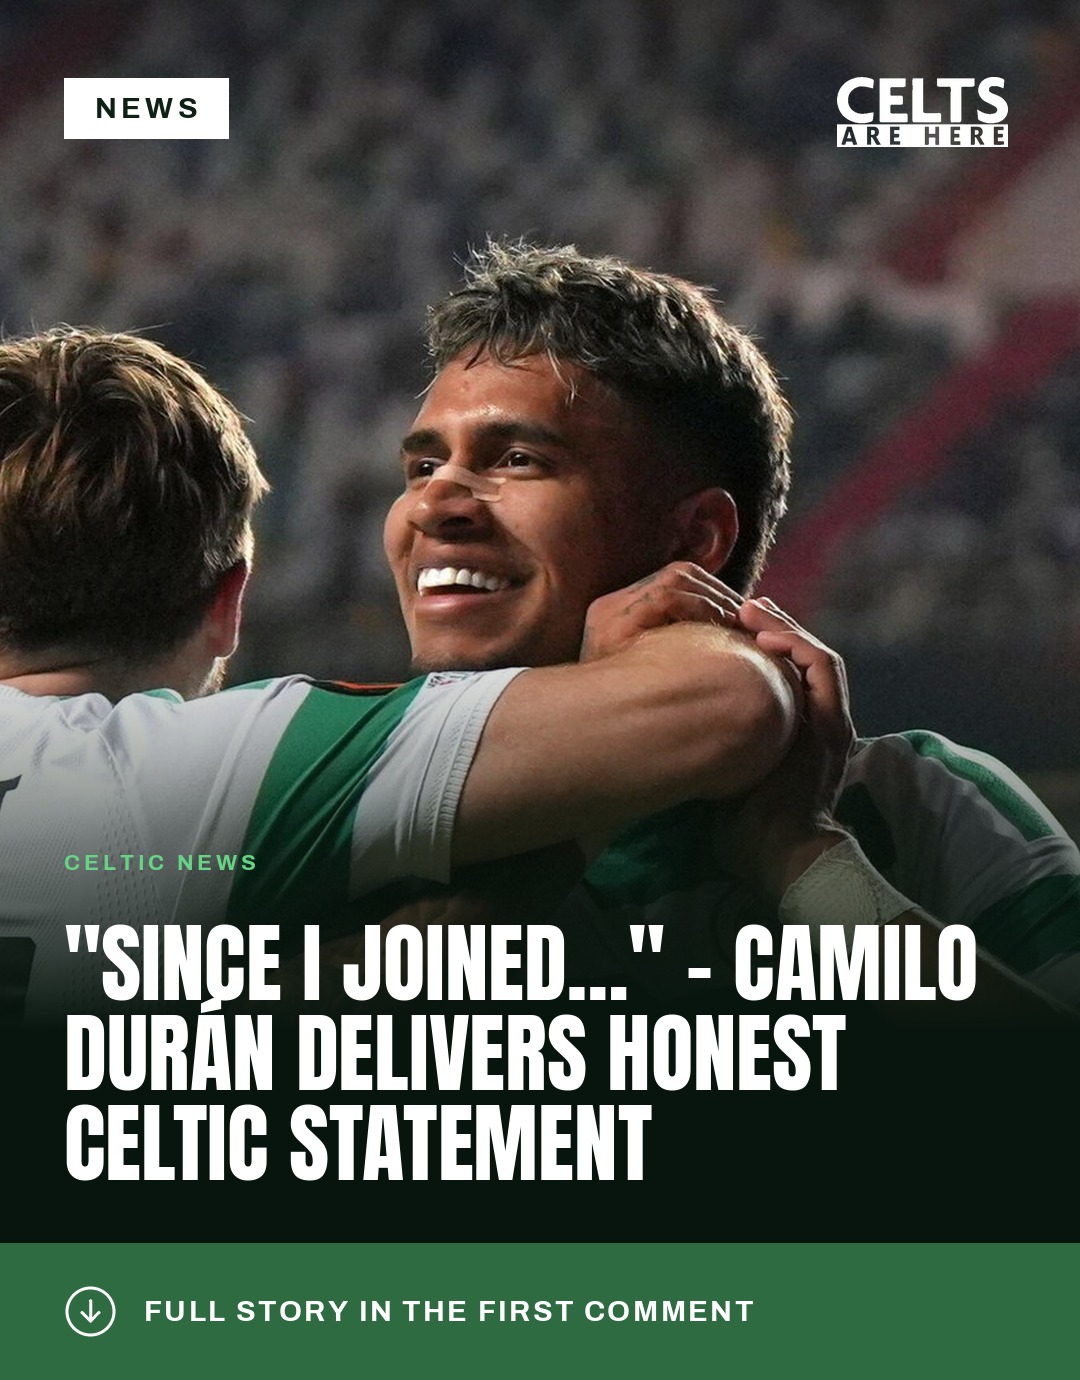 NEWS
CELTS
ARE HERE
CELTIC NEWS
"SINCE I JOINED..." - CAMILO
DURÁN DELIVERS HONEST
CELTIC STATEMENT
FULL STORY IN THE FIRST COMMENT